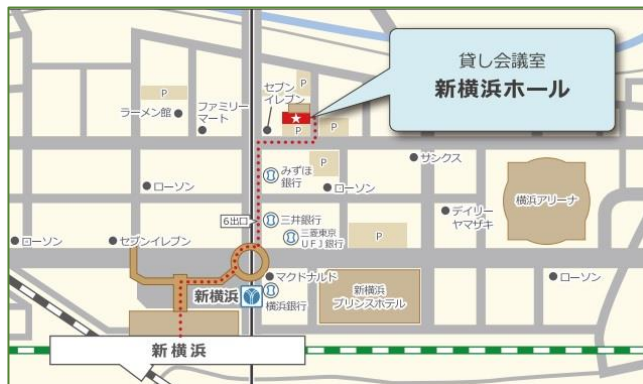 貸し会議室
新横浜ホール
セブン
イレブン
P
P
P
P
ラーメン館
ファミリー
マート
みずほ
銀行
P
サンクス
ローソン
ローソン
横浜アリーナ
6出口
三井銀行
三菱東京
UFJ銀行
P
デイリー
ヤマザキ
ローソン
セブンイレブン
マクドナルド
新横浜
横浜銀行
新横浜
プリンスホテル
ローソン
新横浜